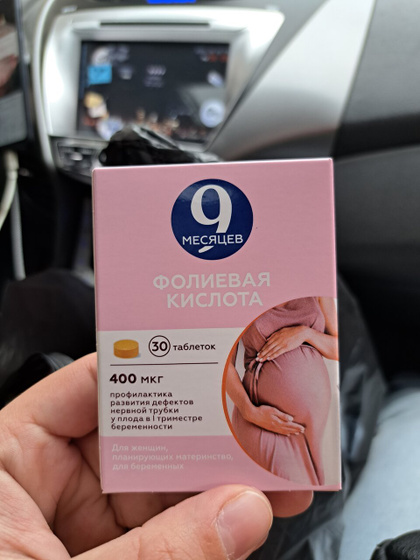 9
МЕСЯЦЕВ
ФОЛИЕВАЯ
КИСЛОТА
30 таблеток
400 мкг
профилактика
развития дефектов
нервной трубки
у плода в I триместре
беременности
Для женщин,
планирующих материнство,
для беременных